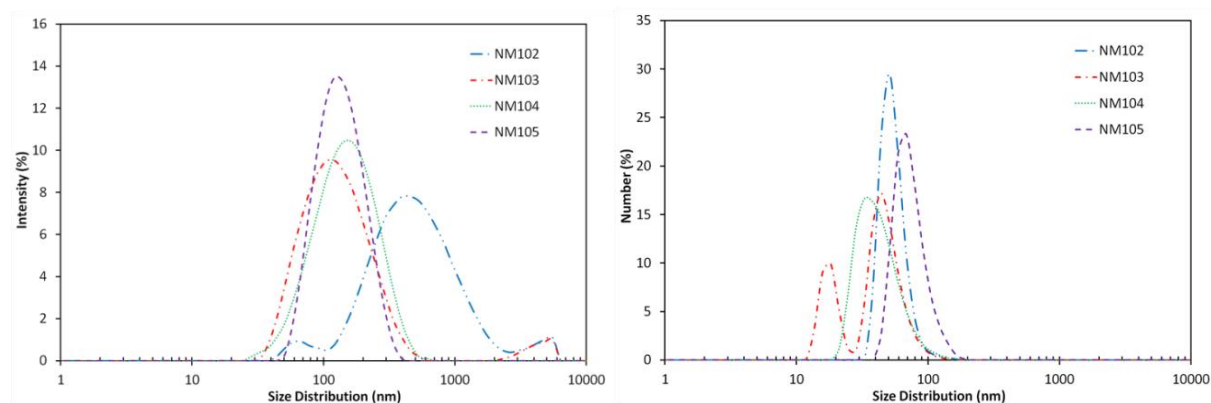 16
14
12
10
8
6
4
2
0
Intensity (%)
NM102
NM103
NM104
NM105
1 10 100 1000 10000
Size Distribution (nm)
35
30
25
20
15
10
5
0
Number (%)
NM102
NM103
NM104
NM105
1 10 100 1000 10000
Size Distribution (nm)